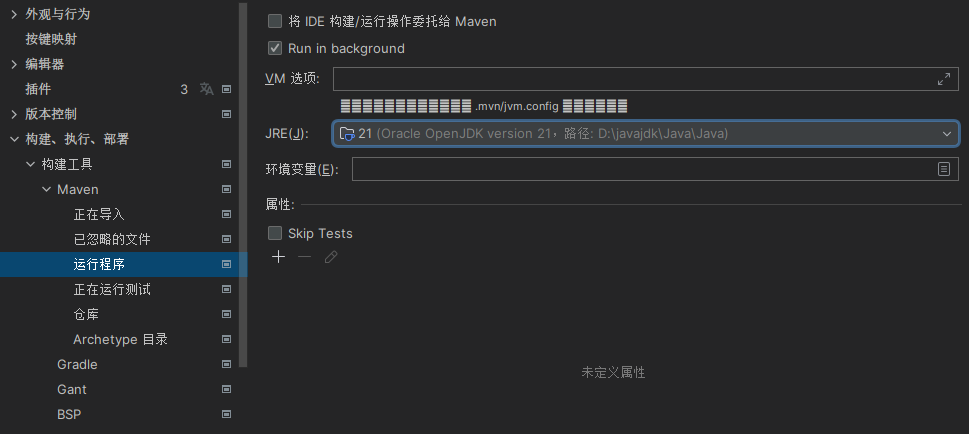 外观与行为
按键映射
编辑器
插件 3
版本控制
构建、执行、部署
构建工具
Maven
正在导入
已忽略的文件
运行程序
正在运行测试
仓库
Archetype 目录
Gradle
Gant
BSP
将 IDE 构建/运行操作委托给 Maven
Run in background
VM 选项:
.mvn/jvm.config
JRE(J): 21 (Oracle OpenJDK version 21，路径: D:\javajdk\Java\Java)
环境变量(E):
属性:
Skip Tests
未定义属性